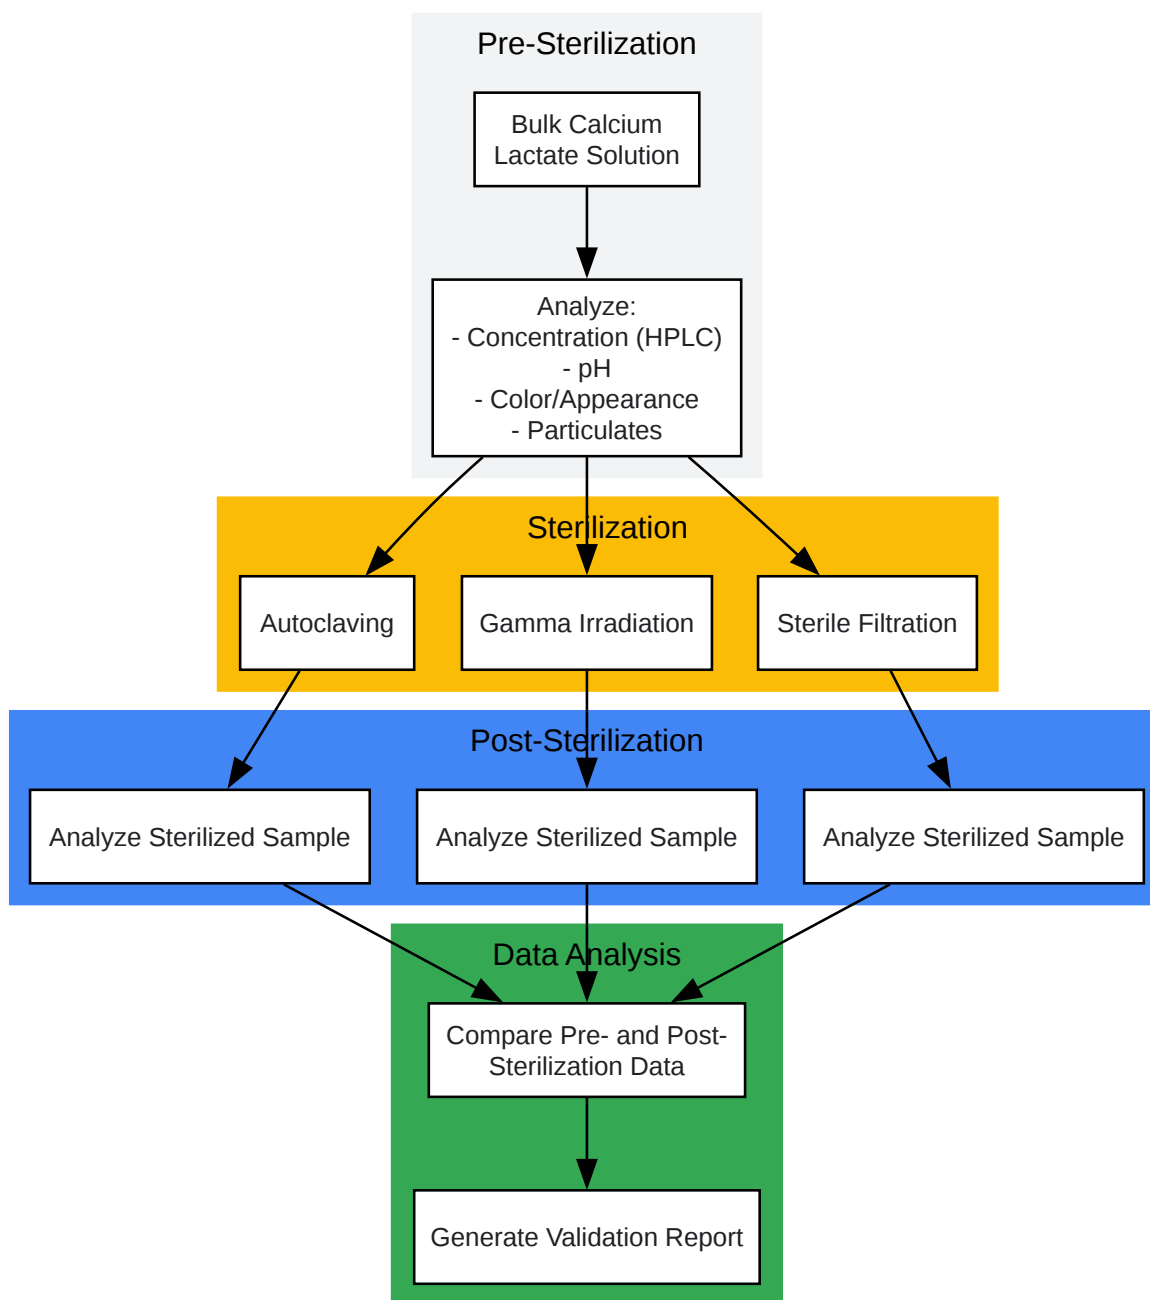 Pre-Sterilization
Bulk Calcium
Lactate Solution
Analyze:
- Concentration (HPLC)
- pH
- Color/Appearance
- Particulates
Sterilization
Autoclaving
Gamma Irradiation
Sterile Filtration
Post-Sterilization
Analyze Sterilized Sample
Analyze Sterilized Sample
Analyze Sterilized Sample
Data Analysis
Compare Pre- and Post-
Sterilization Data
Generate Validation Report